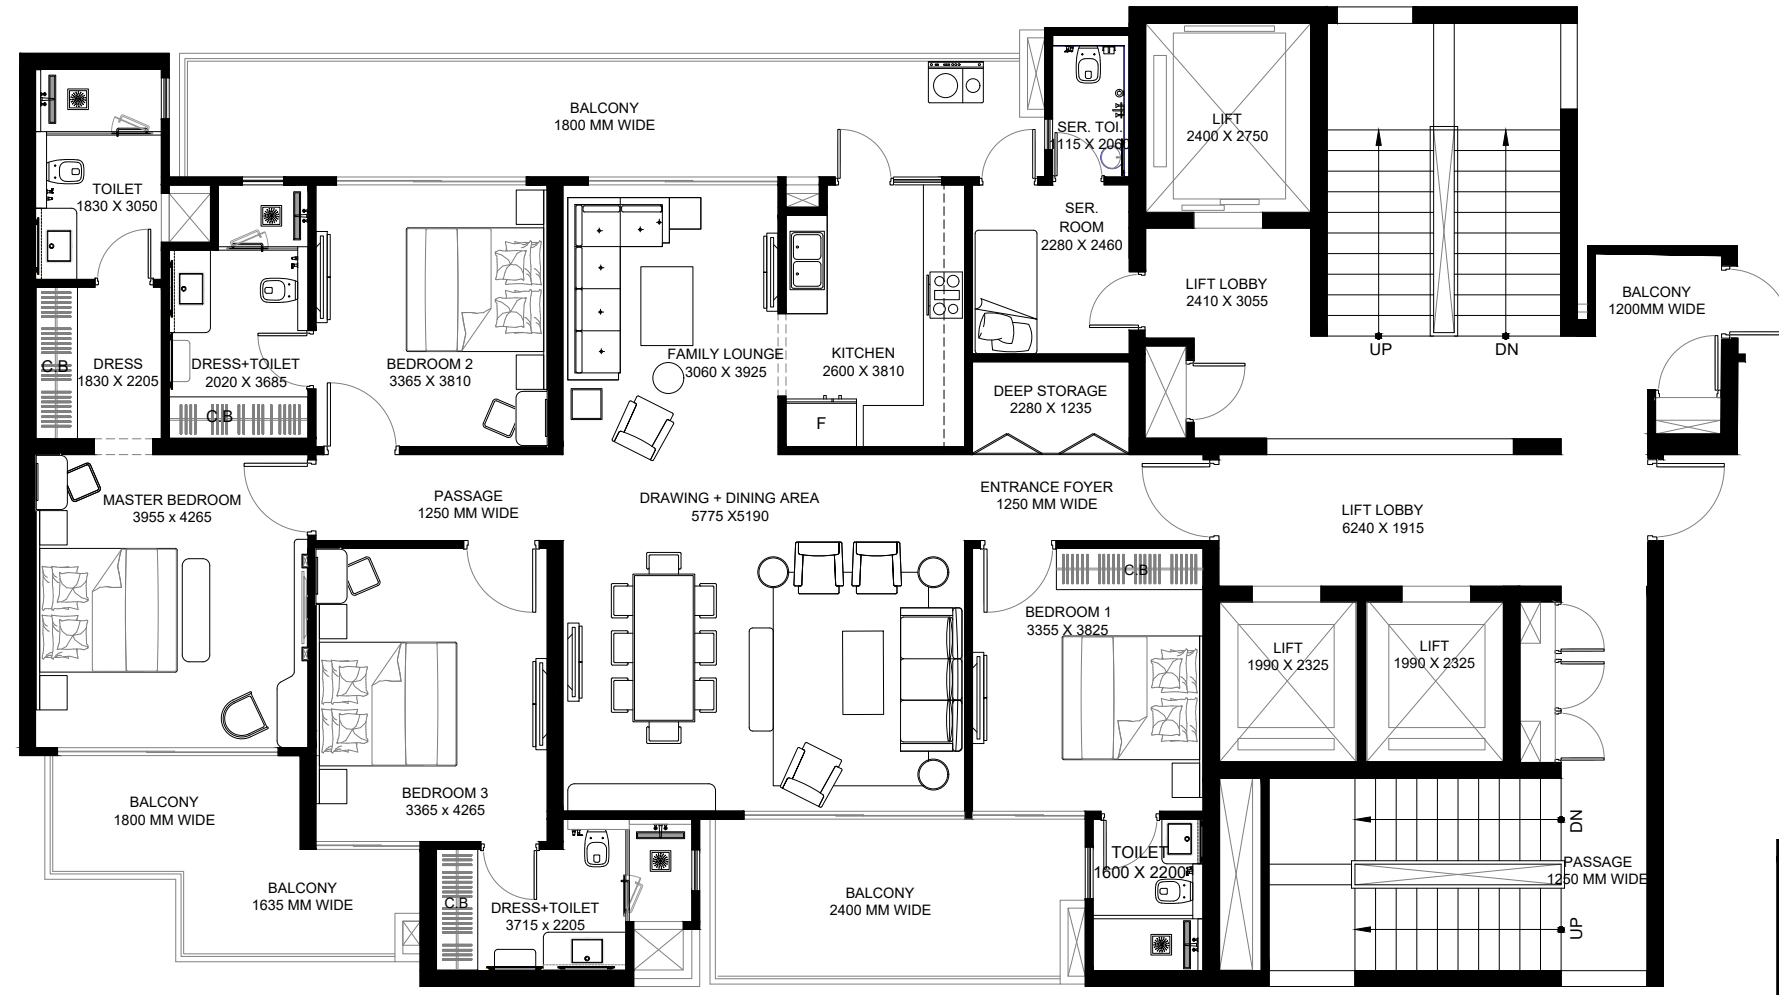 BALCONY
1800 MM WIDE
SER. TOI.
1115 X 2060
LIFT
2400 X 2750
TOILET
1830 X 3050
SER.
ROOM
2280 X 2460
LIFT LOBBY
2410 X 3055
BALCONY
1200MM WIDE
C.B
DRESS
1830 X 2205
DRESS+TOILET
2020 X 3685
C.B
BEDROOM 2
3365 X 3810
FAMILY LOUNGE
3060 X 3925
KITCHEN
2600 X 3810
F
DEEP STORAGE
2280 X 1235
UP
DN
MASTER BEDROOM
3955 x 4265
PASSAGE
1250 MM WIDE
DRAWING + DINING AREA
5775 X5190
ENTRANCE FOYER
1250 MM WIDE
LIFT LOBBY
6240 X 1915
C.B
BEDROOM 1
3355 X 3825
LIFT
1990 X 2325
LIFT
1990 X 2325
BEDROOM 3
3365 x 4265
BALCONY
1800 MM WIDE
BALCONY
1635 MM WIDE
C.B
DRESS+TOILET
3715 x 2205
BALCONY
2400 MM WIDE
TOILET
1600 X 2200
DN
PASSAGE
1250 MM WIDE
UP